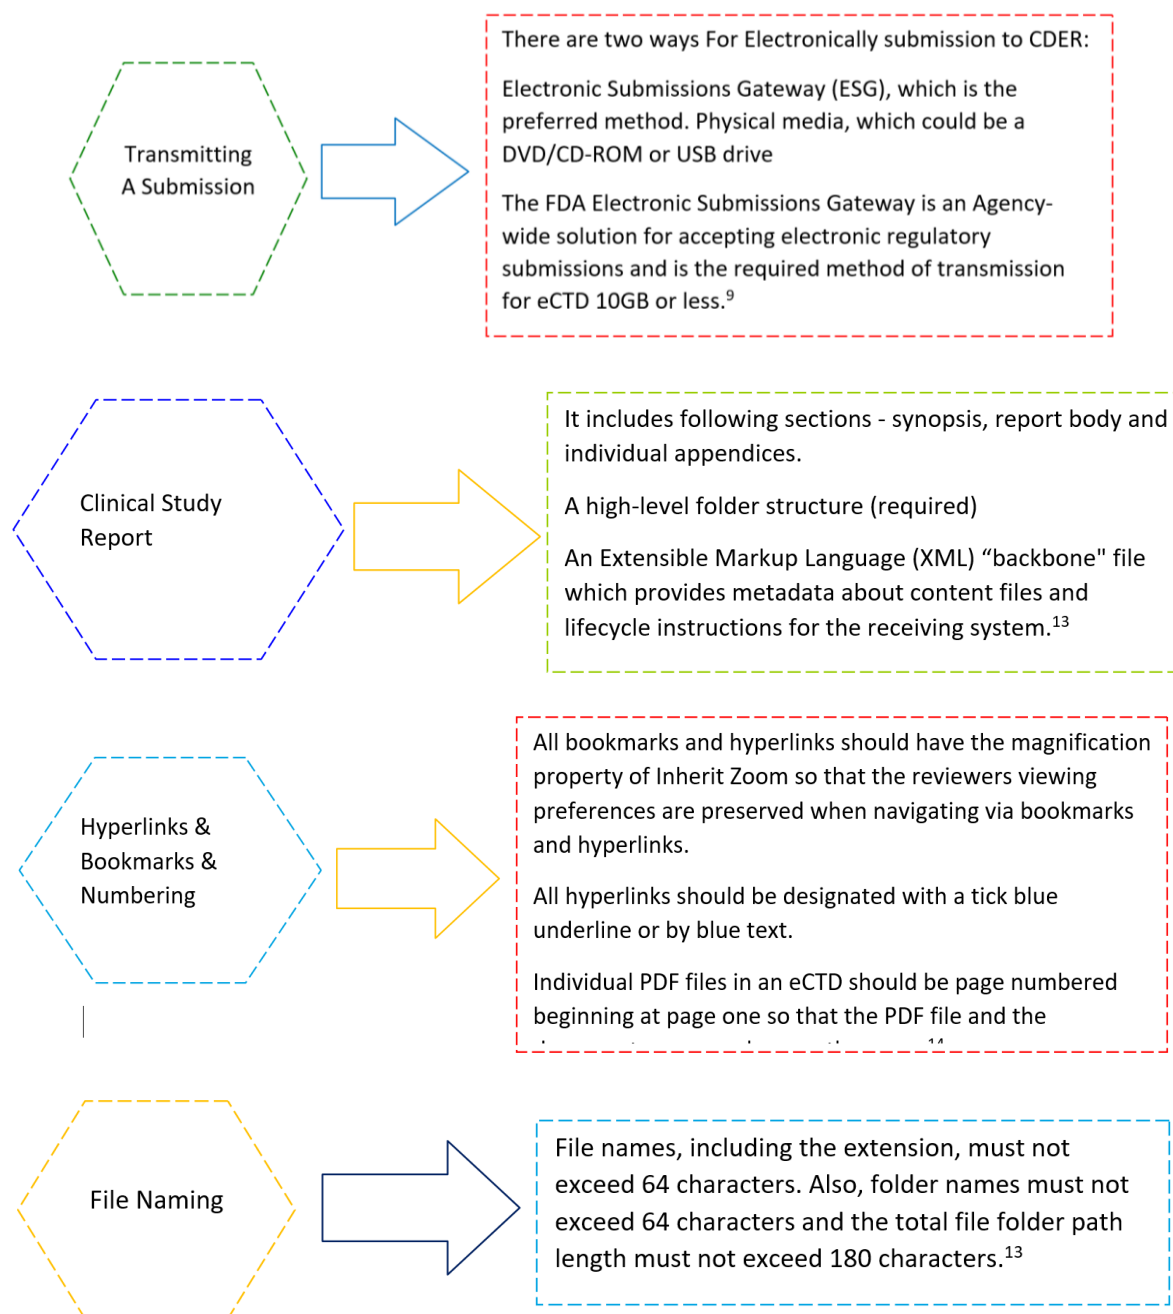 Transmitting
A Submission
There are two ways For Electronically submission to CDER:
Electronic Submissions Gateway (ESG), which is the
preferred method. Physical media, which could be a
DVD/CD-ROM or USB drive
The FDA Electronic Submissions Gateway is an Agency-
wide solution for accepting electronic regulatory
submissions and is the required method of transmission
for eCTD 10GB or less.9
Clinical Study
Report
It includes following sections - synopsis, report body and
individual appendices.
A high-level folder structure (required)
An Extensible Markup Language (XML) “backbone" file
which provides metadata about content files and
lifecycle instructions for the receiving system.13
Hyperlinks &
Bookmarks &
Numbering
All bookmarks and hyperlinks should have the magnification
property of Inherit Zoom so that the reviewers viewing
preferences are preserved when navigating via bookmarks
and hyperlinks.
All hyperlinks should be designated with a tick blue
underline or by blue text.
Individual PDF files in an eCTD should be page numbered
beginning at page one so that the PDF file and the
14
File Naming
File names, including the extension, must not
exceed 64 characters. Also, folder names must not
exceed 64 characters and the total file folder path
length must not exceed 180 characters.13